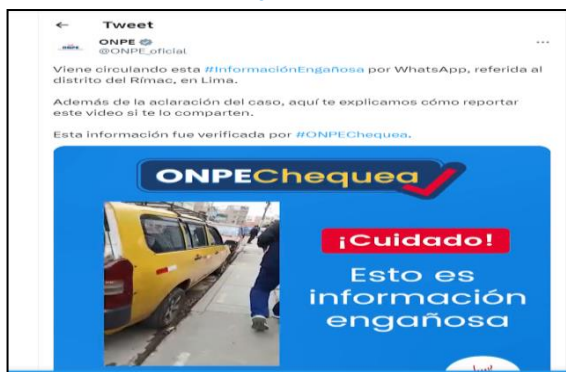 ← Tweet
ONPE
@ONPE_oficial
...
Viene circulando esta #InformaciónEngañosa por WhatsApp, referida al
distrito del Rímac, en Lima.
Además de la aclaración del caso, aquí te explicamos cómo reportar
este video si te lo comparten.
Esta información fue verificada por #ONPEChequea.
ONPEChequea
¡Cuidado!
Esto es
información
engañosa